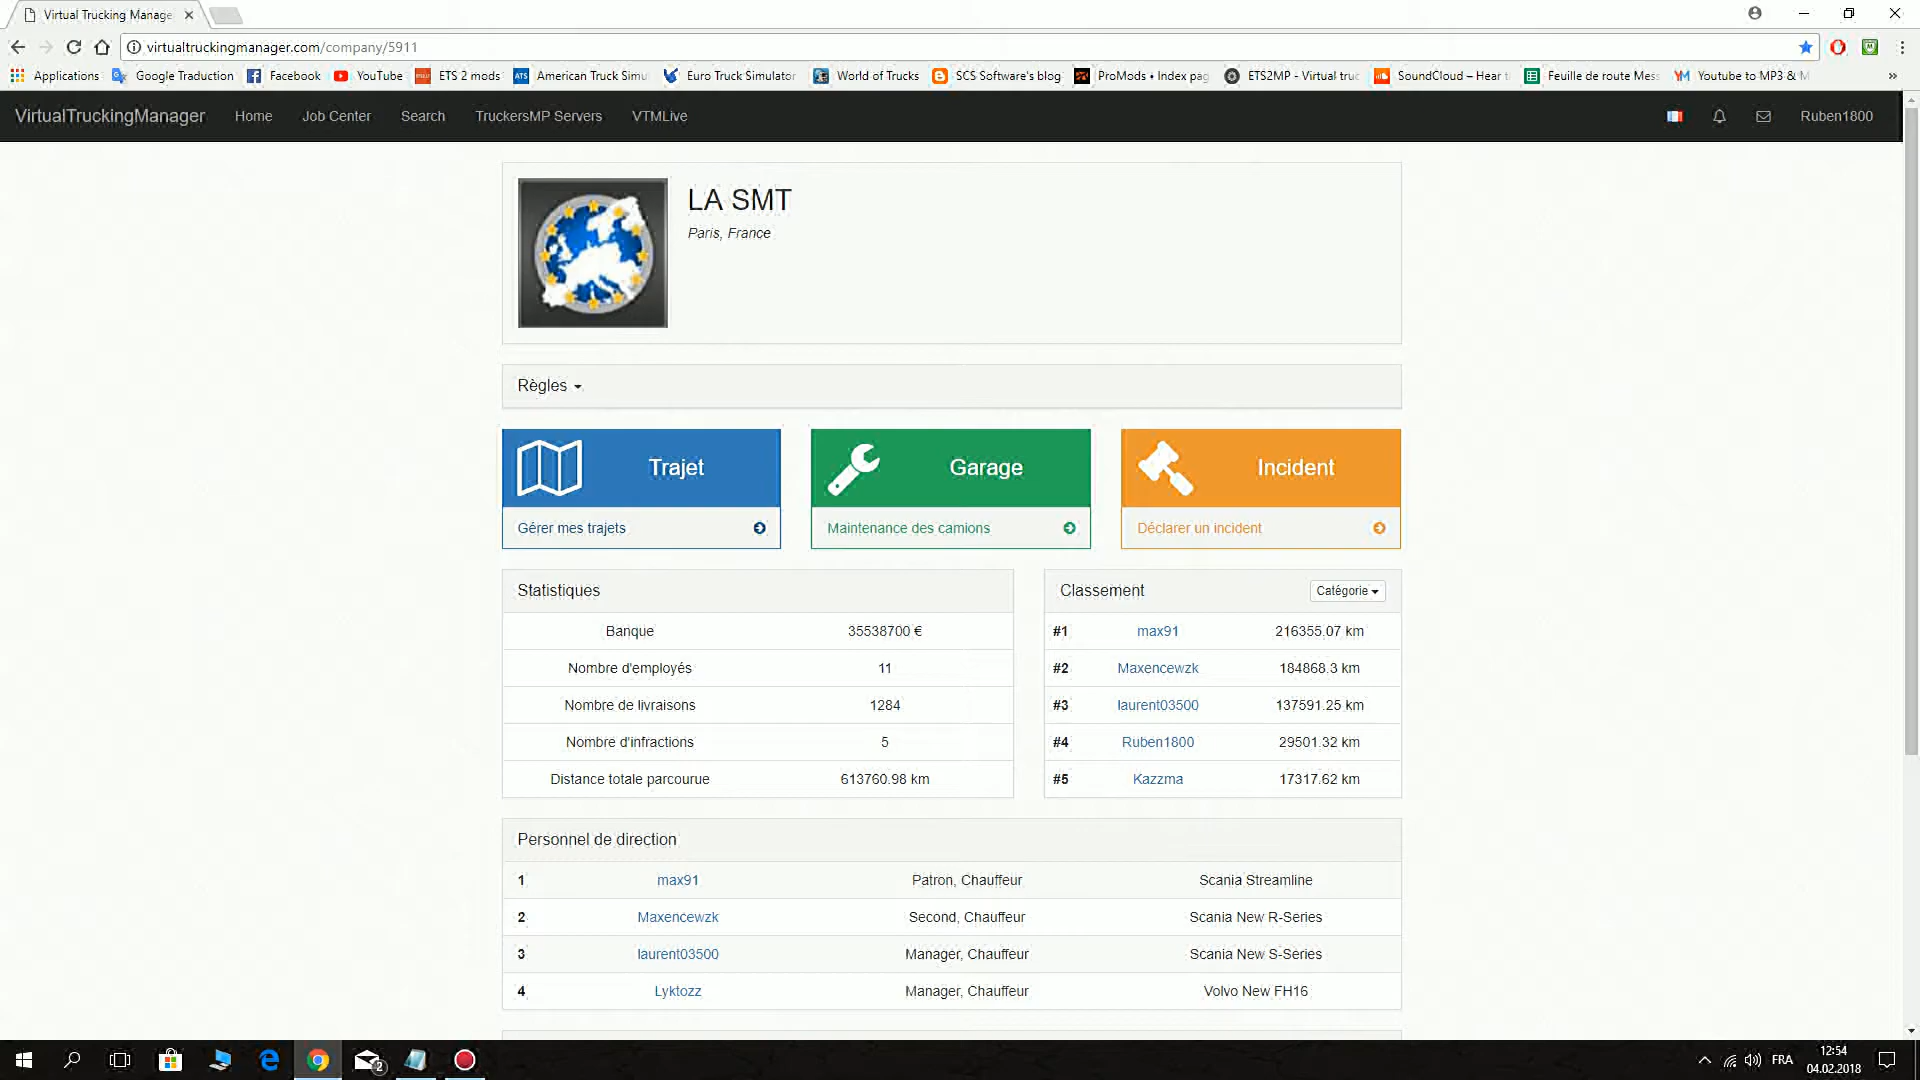 Virtual Trucking Manage
virtualtruckingmanager.com/company/5911
Applications Google Traduction Facebook YouTube ETS 2 mods American Truck Simu Euro Truck Simulator World of Trucks SCS Software's blog ProMods • Index pag ETS2MP - Virtual truc SoundCloud – Hear t Feuille de route Mes Youtube to MP3 & M »
VirtualTruckingManager Home Job Center Search TruckersMP Servers VTMLive Ruben1800
LA SMT
Paris, France
Règles
Trajet Garage Incident
Gérer mes trajets Maintenance des camions Déclarer un incident
Statistiques Classement Catégorie
Banque 35538700 € #1 max91 216355.07 km
Nombre d'employés 11 #2 Maxencewzk 184868.3 km
Nombre de livraisons 1284 #3 laurent03500 137591.25 km
Nombre d'infractions 5 #4 Ruben1800 29501.32 km
Distance totale parcourue 613760.98 km #5 Kazzma 17317.62 km
Personnel de direction
1 max91 Patron, Chauffeur Scania Streamline
2 Maxencewzk Second, Chauffeur Scania New R-Series
3 laurent03500 Manager, Chauffeur Scania New S-Series
4 Lyktozz Manager, Chauffeur Volvo New FH16
2 FRA 12:54
04.02.2018